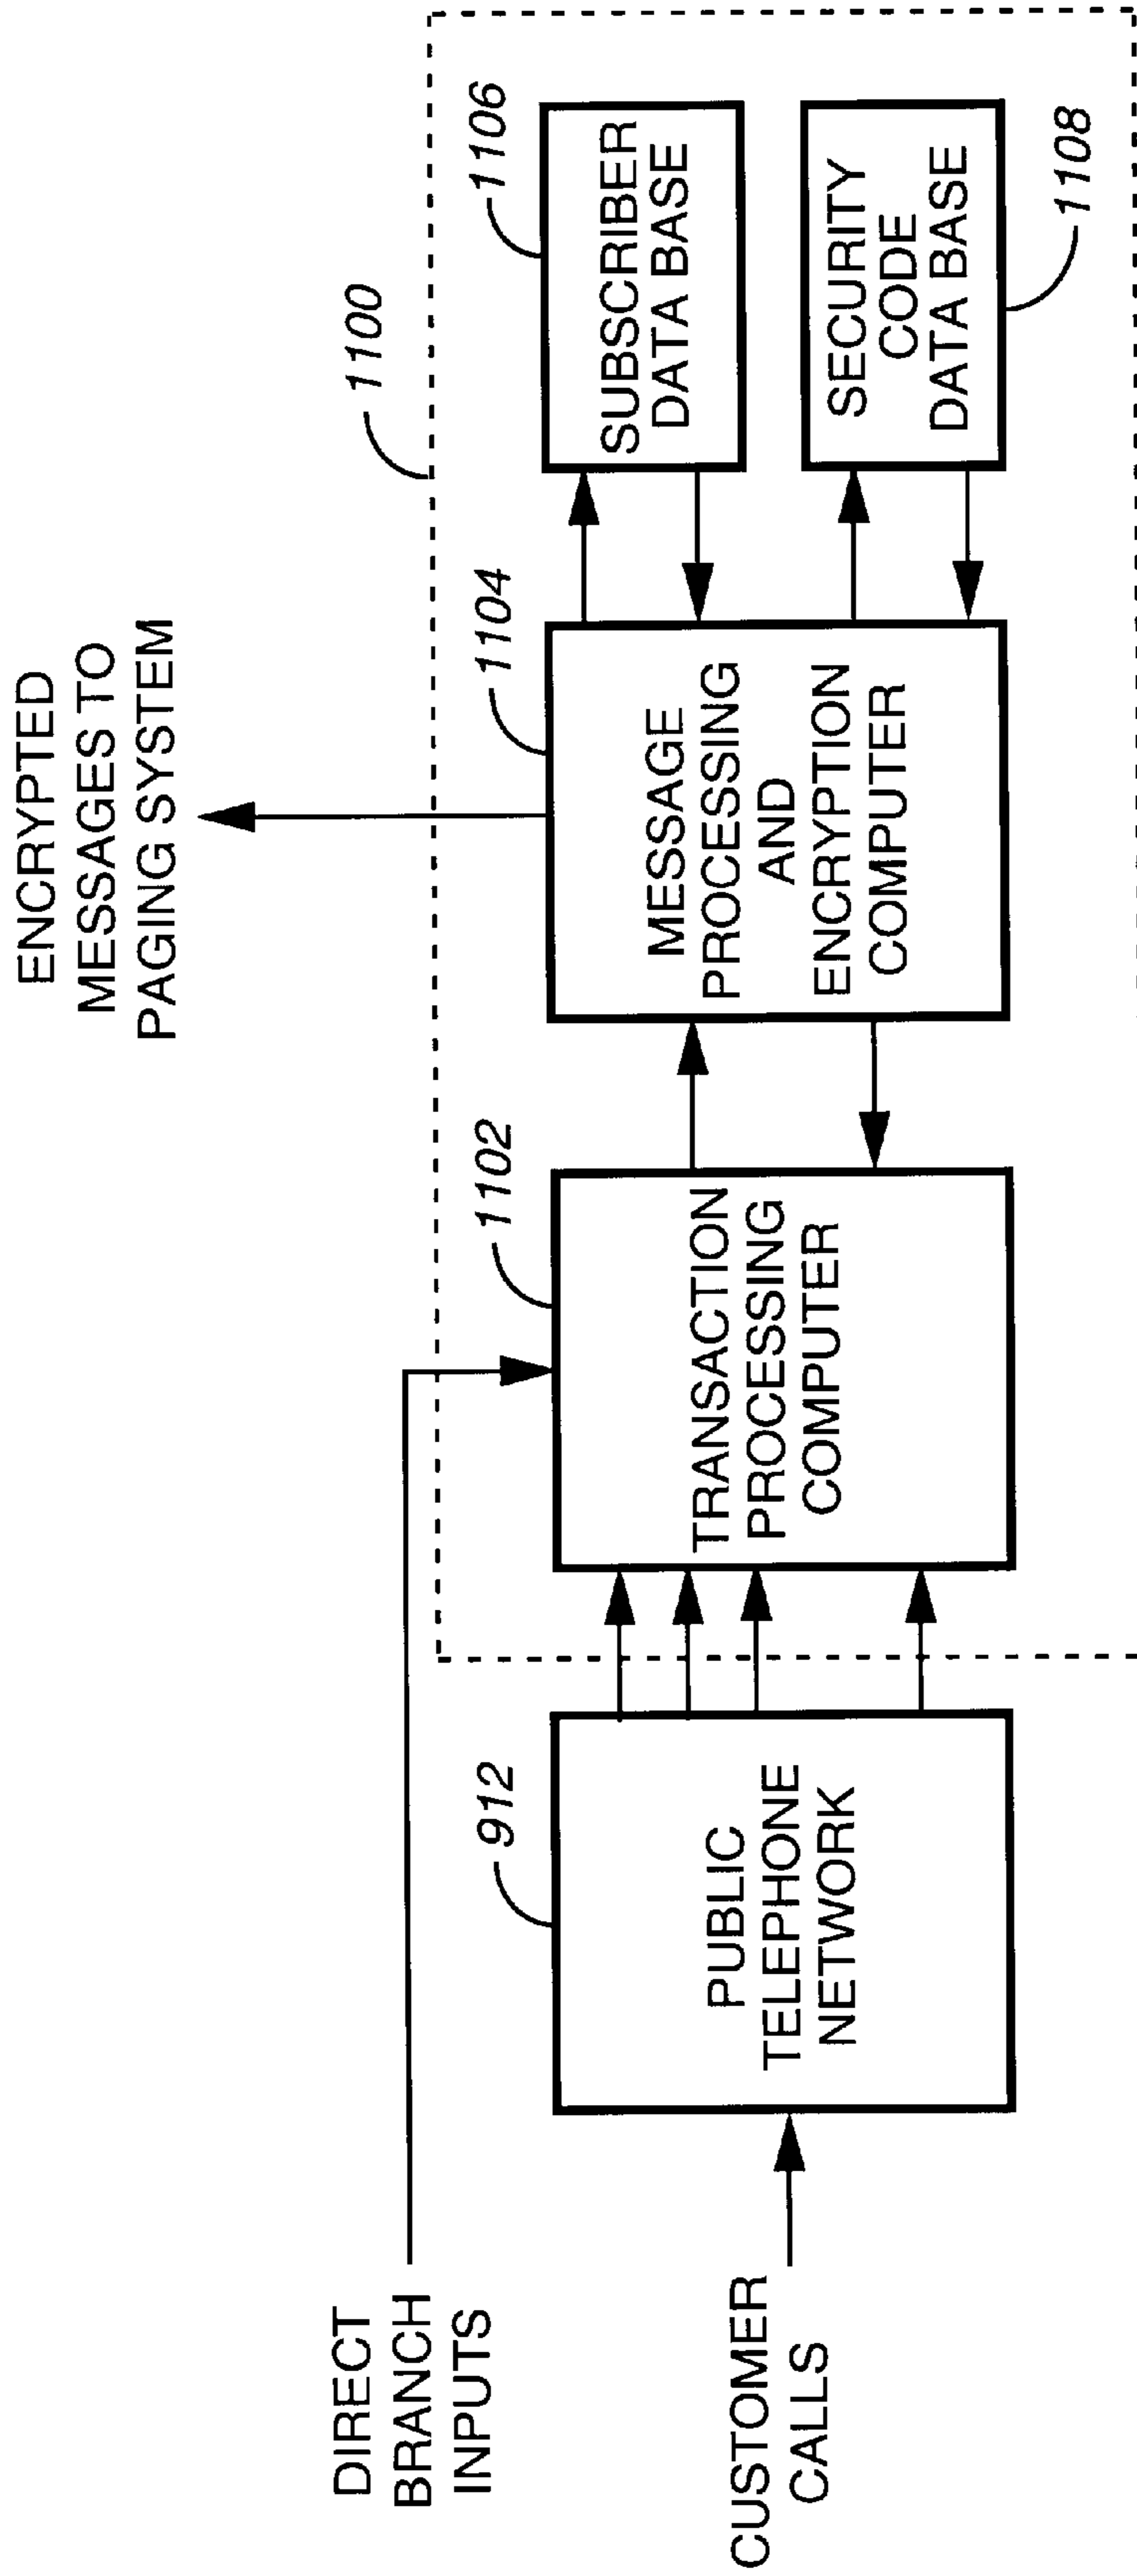 ENCRYPTED
MESSAGES TO
PAGING SYSTEM
1100
DIRECT
BRANCH
INPUTS
CUSTOMER
CALLS
912
PUBLIC
TELEPHONE
NETWORK
1102
TRANSACTION
PROCESSING
COMPUTER
1104
MESSAGE
PROCESSING
AND
ENCRYPTION
COMPUTER
1106
SUBSCRIBER
DATA BASE
SECURITY
CODE
DATA BASE
1108